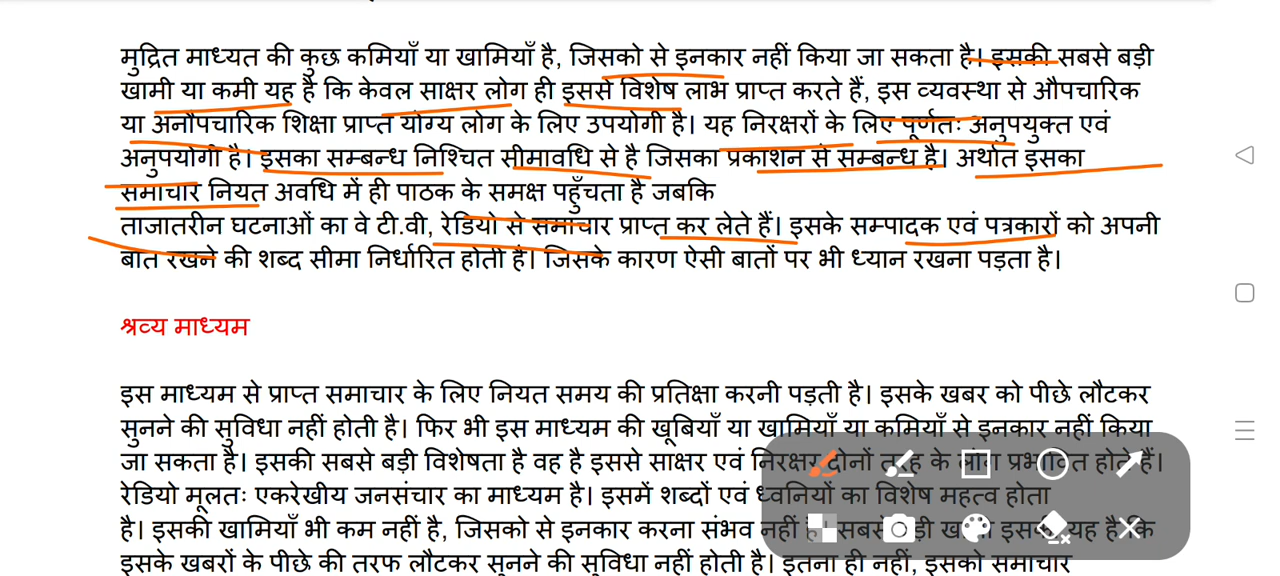 मुद्रित माध्यत की कुछ कमियाँ या खामियाँ है, जिसको से इनकार नहीं किया जा सकता है। इसकी सबसे बड़ी
खामी या कमी यह है कि केवल साक्षर लोग ही इससे विशेष लाभ प्राप्त करते हैं, इस व्यवस्था से औपचारिक
या अनौपचारिक शिक्षा प्राप्त योग्य लोग के लिए उपयोगी है। यह निरक्षरों के लिए पूर्णतः अनुपयुक्त एवं
अनुपयोगी है। इसका सम्बन्ध निश्चित सीमावधि से है जिसका प्रकाशन से सम्बन्ध है। अर्थात इसका
समाचार नियत अवधि में ही पाठक के समक्ष पहुँचता है जबकि
ताजातरीन घटनाओं का वे टी.वी, रेडियो से समाचार प्राप्त कर लेते हैं। इसके सम्पादक एवं पत्रकारों को अपनी
बात रखने की शब्द सीमा निर्धारित होती है। जिसके कारण ऐसी बातों पर भी ध्यान रखना पड़ता है।
श्रव्य माध्यम
इस माध्यम से प्राप्त समाचार के लिए नियत समय की प्रतिक्षा करनी पड़ती है। इसके खबर को पीछे लौटकर
सुनने की सुविधा नहीं होती है। फिर भी इस माध्यम की खूबियाँ या खामियाँ या कमियाँ से इनकार नहीं किया
जा सकता है। इसकी सबसे बड़ी विशेषता है वह है इससे साक्षर एवं निरक्षर दोनों तरह के लोग प्रभावित होते हैं।
रेडियो मूलतः एकरेखीय जनसंचार का माध्यम है। इसमें शब्दों एवं ध्वनियों का विशेष महत्व होता
है। इसकी खामियाँ भी कम नहीं है, जिसको से इनकार करना संभव नहीं है। सबसे बड़ी इसकी यह है कि
इसके खबरों के पीछे की तरफ लौटकर सुनने की सुविधा नहीं होती है। इतना ही नहीं, इसको समाचार